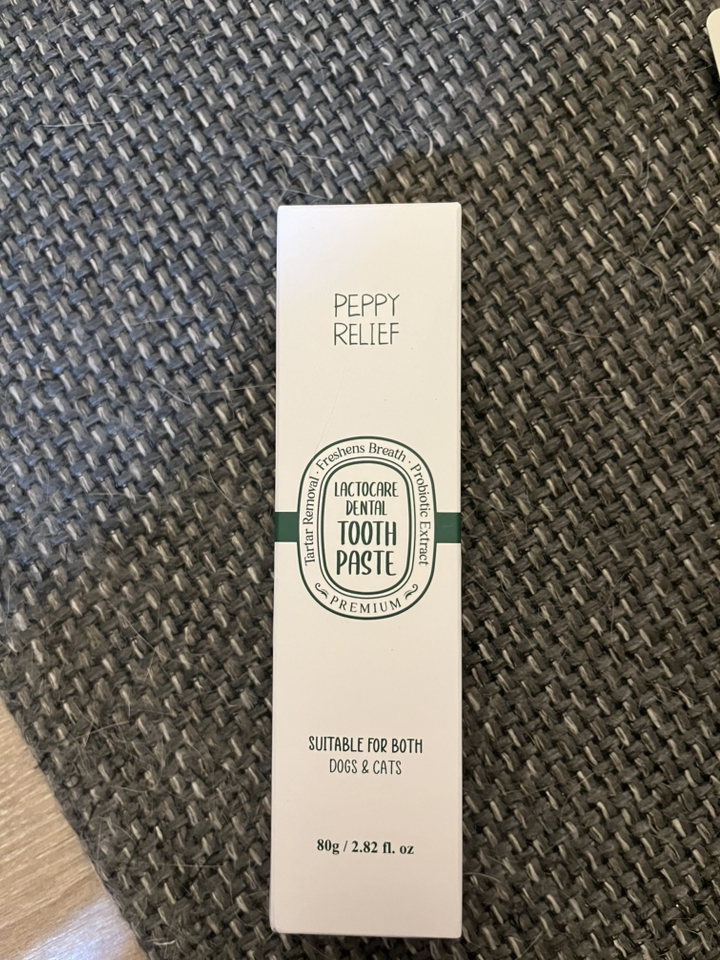 PEPPY
RELIEF
Tartar Removal · Freshens Breath · Probiotic Extract
LACTOCARE
DENTAL
TOOTH
PASTE
PREMIUM
SUITABLE FOR BOTH
DOGS & CATS
80g / 2.82 fl. oz